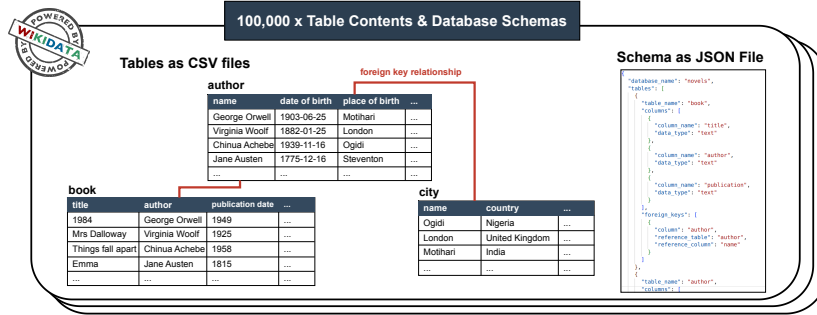 100,000 x Table Contents & Database Schemas
POWERED BY
WIKIDATA
POWERED BY
Tables as CSV files
Schema as JSON File
foreign key relationship
author
name date of birth place of birth ...
George Orwell 1903-06-25 Motihari ...
Virginia Woolf 1882-01-25 London ...
Chinua Achebe 1939-11-16 Ogidi ...
Jane Austen 1775-12-16 Steventon ...
... ... ... ...
book
title author publication date ...
1984 George Orwell 1949 ...
Mrs Dalloway Virginia Woolf 1925 ...
Things fall apart Chinua Achebe 1958 ...
Emma Jane Austen 1815 ...
... ... ... ...
city
name country ...
Ogidi Nigeria ...
London United Kingdom ...
Motihari India ...
... ... ...
{
"database_name": "novels",
"tables": [
{
"table_name": "book",
"columns": [
{
"column_name": "title",
"data_type": "text"
},
{
"column_name": "author",
"data_type": "text"
},
{
"column_name": "publication",
"data_type": "text"
}
],
"foreign_keys": [
{
"column": "author",
"reference_table": "author",
"reference_column": "name"
}
]
},
{
"table_name": "author",
"columns": [